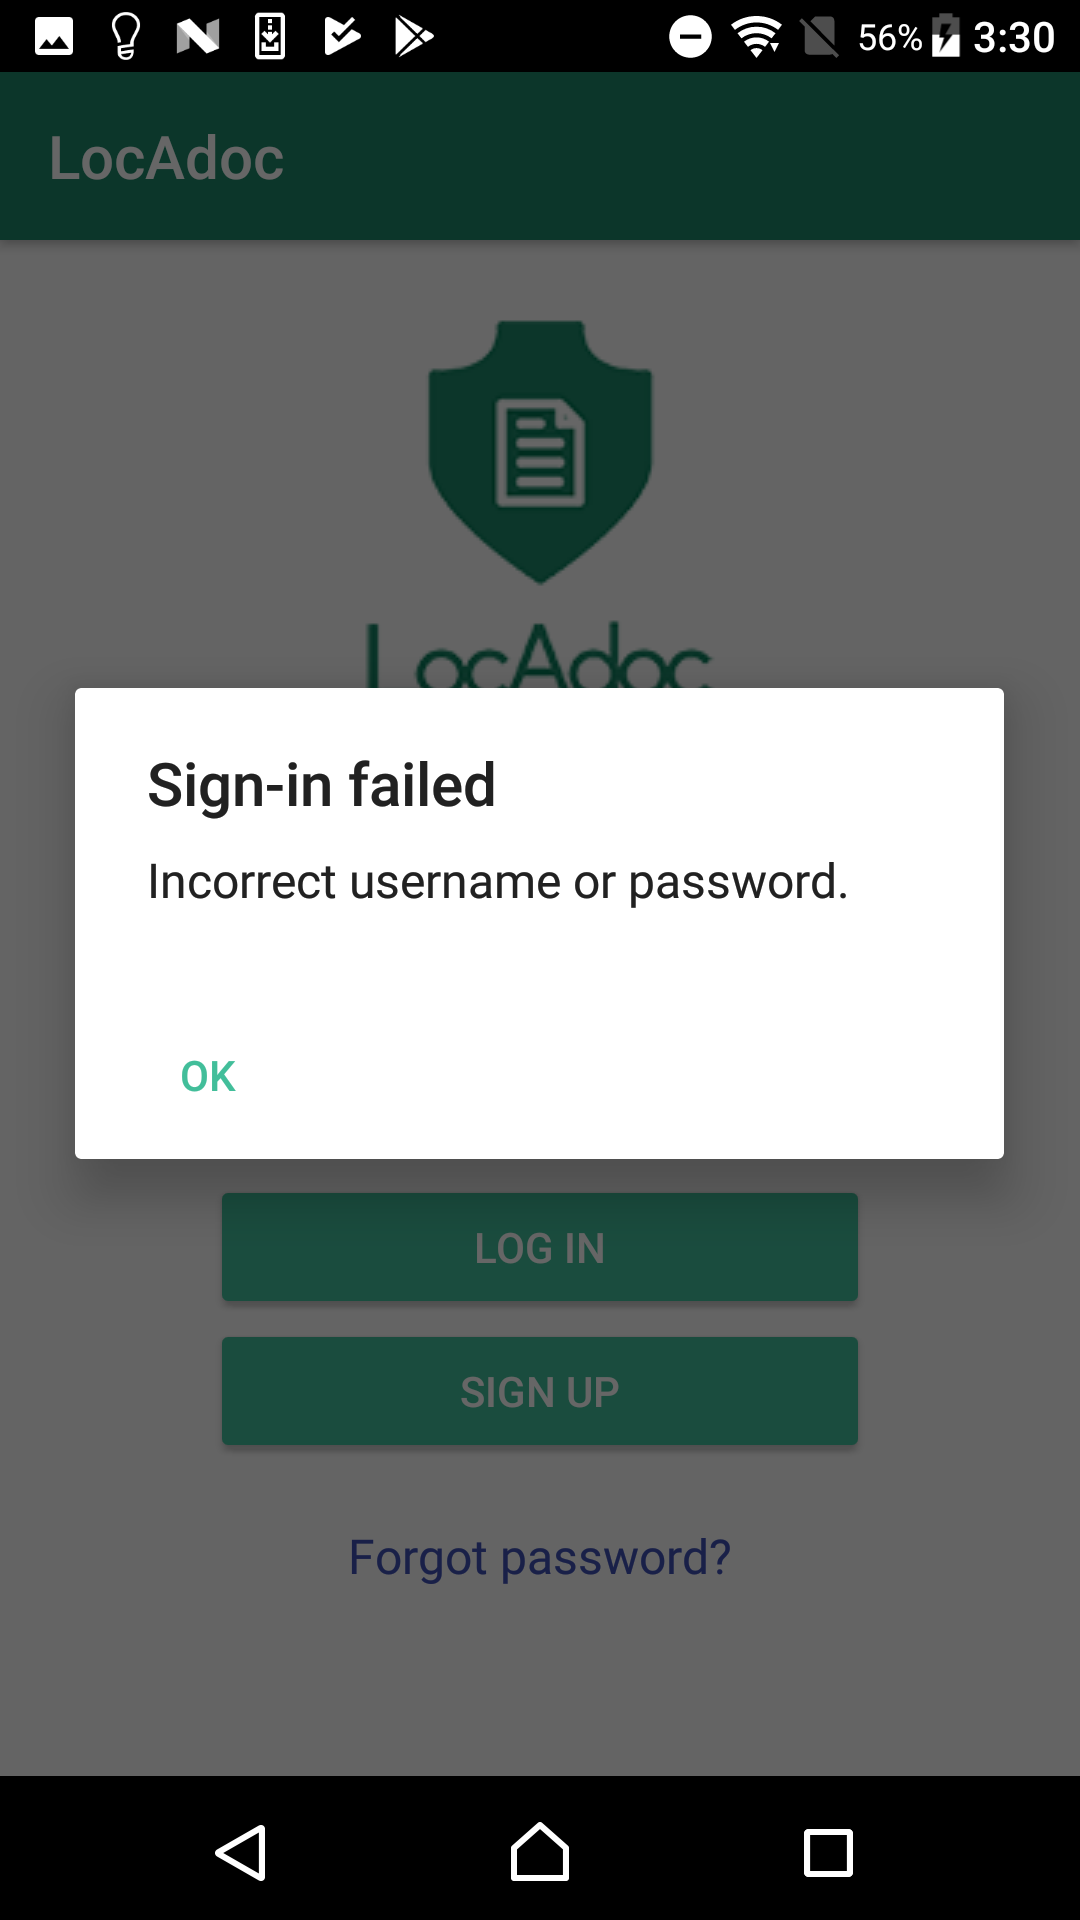 56% 3:30
LocAdoc
LocAdoc
Sign-in failed
Incorrect username or password.
OK
LOG IN
SIGN UP
Forgot password?